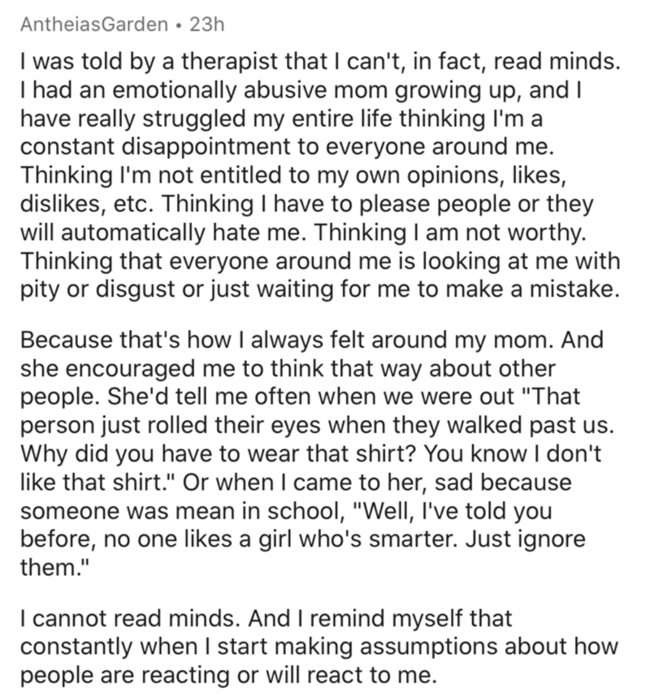 AntheiasGarden • 23h
I was told by a therapist that I can't, in fact, read minds.
I had an emotionally abusive mom growing up, and I
have really struggled my entire life thinking I'm a
constant disappointment to everyone around me.
Thinking I'm not entitled to my own opinions, likes,
dislikes, etc. Thinking I have to please people or they
will automatically hate me. Thinking I am not worthy.
Thinking that everyone around me is looking at me with
pity or disgust or just waiting for me to make a mistake.
Because that's how I always felt around my mom. And
she encouraged me to think that way about other
people. She'd tell me often when we were out "That
person just rolled their eyes when they walked past us.
Why did you have to wear that shirt? You know I don't
like that shirt." Or when I came to her, sad because
someone was mean in school, "Well, I've told you
before, no one likes a girl who's smarter. Just ignore
them."
I cannot read minds. And I remind myself that
constantly when I start making assumptions about how
people are reacting or will react to me.